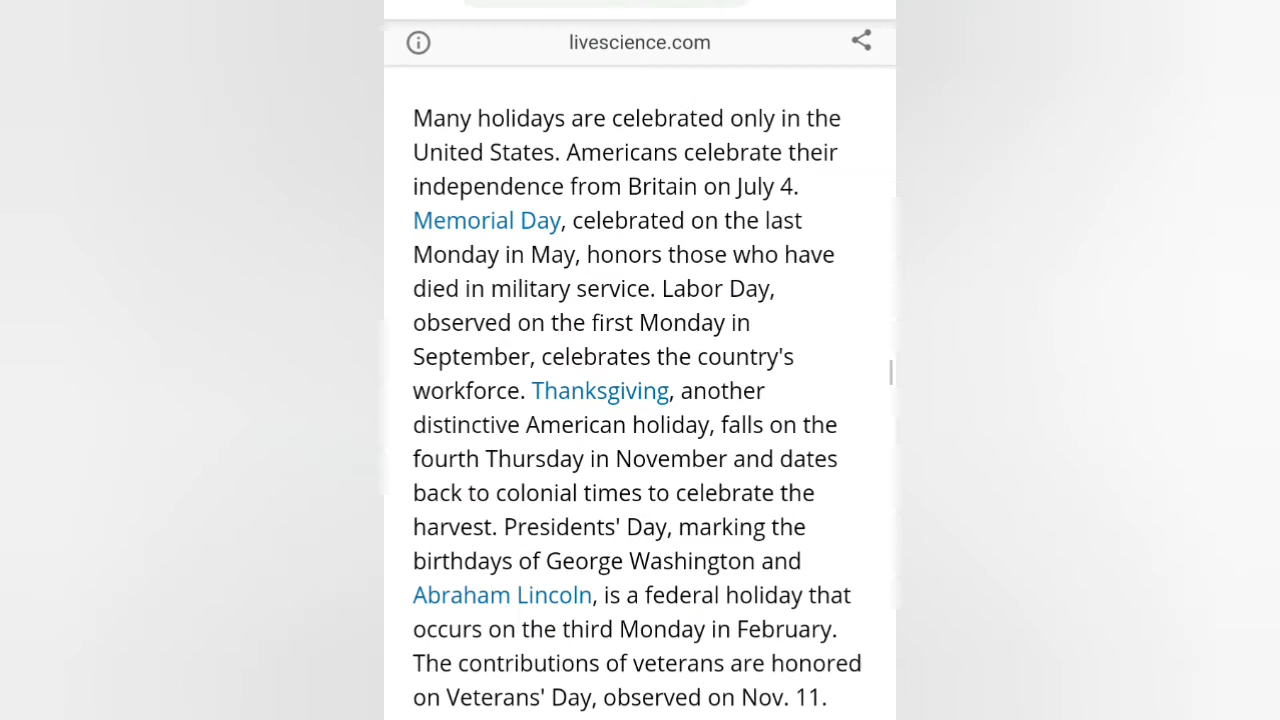 livescience.com
Many holidays are celebrated only in the
United States. Americans celebrate their
independence from Britain on July 4.
Memorial Day, celebrated on the last
Monday in May, honors those who have
died in military service. Labor Day,
observed on the first Monday in
September, celebrates the country's
workforce. Thanksgiving, another
distinctive American holiday, falls on the
fourth Thursday in November and dates
back to colonial times to celebrate the
harvest. Presidents' Day, marking the
birthdays of George Washington and
Abraham Lincoln, is a federal holiday that
occurs on the third Monday in February.
The contributions of veterans are honored
on Veterans' Day, observed on Nov. 11.